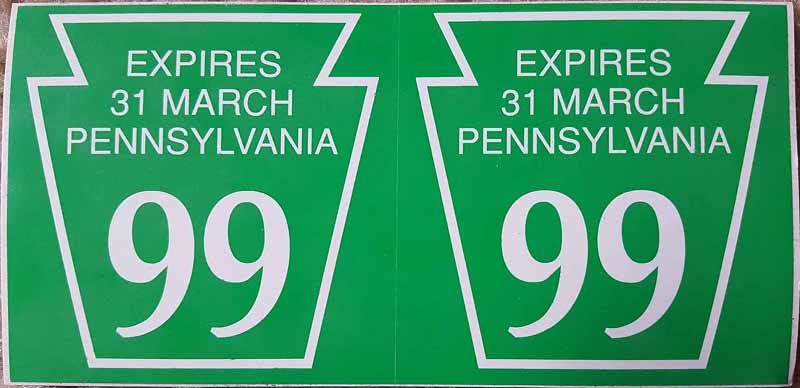 EXPIRES
31 MARCH
PENNSYLVANIA
99
EXPIRES
31 MARCH
PENNSYLVANIA
99